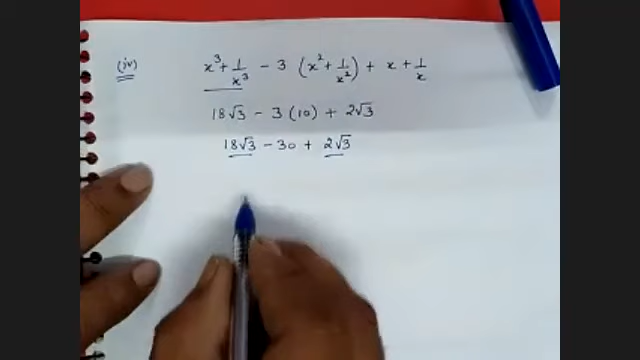 (iv) x³ + 1/x³ - 3 (x² + 1/x²) + x + 1/x
18√3 - 3 (10) + 2√3
18√3 - 30 + 2√3